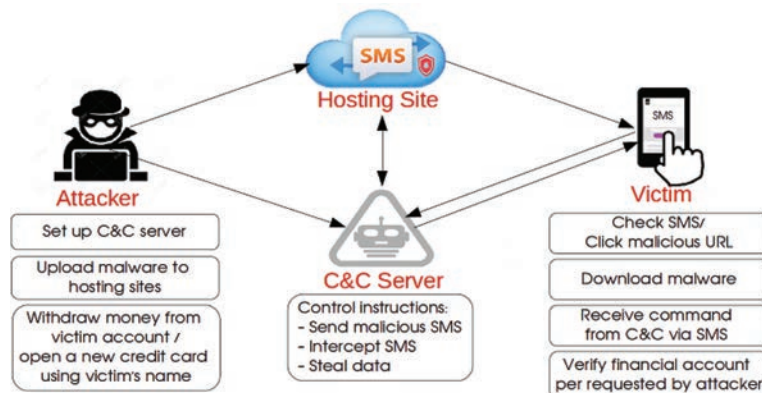 SMS
Hosting Site
SMS
Attacker
Victim
Set up C&C server
Upload malware to
hosting sites
Withdraw money from
victim account /
open a new credit card
using victim's name
C&C Server
Control instructions:
- Send malicious SMS
- Intercept SMS
- Steal data
Check SMS/
Click malicious URL
Download malware
Receive command
from C&C via SMS
Verify financial account
per requested by attacker